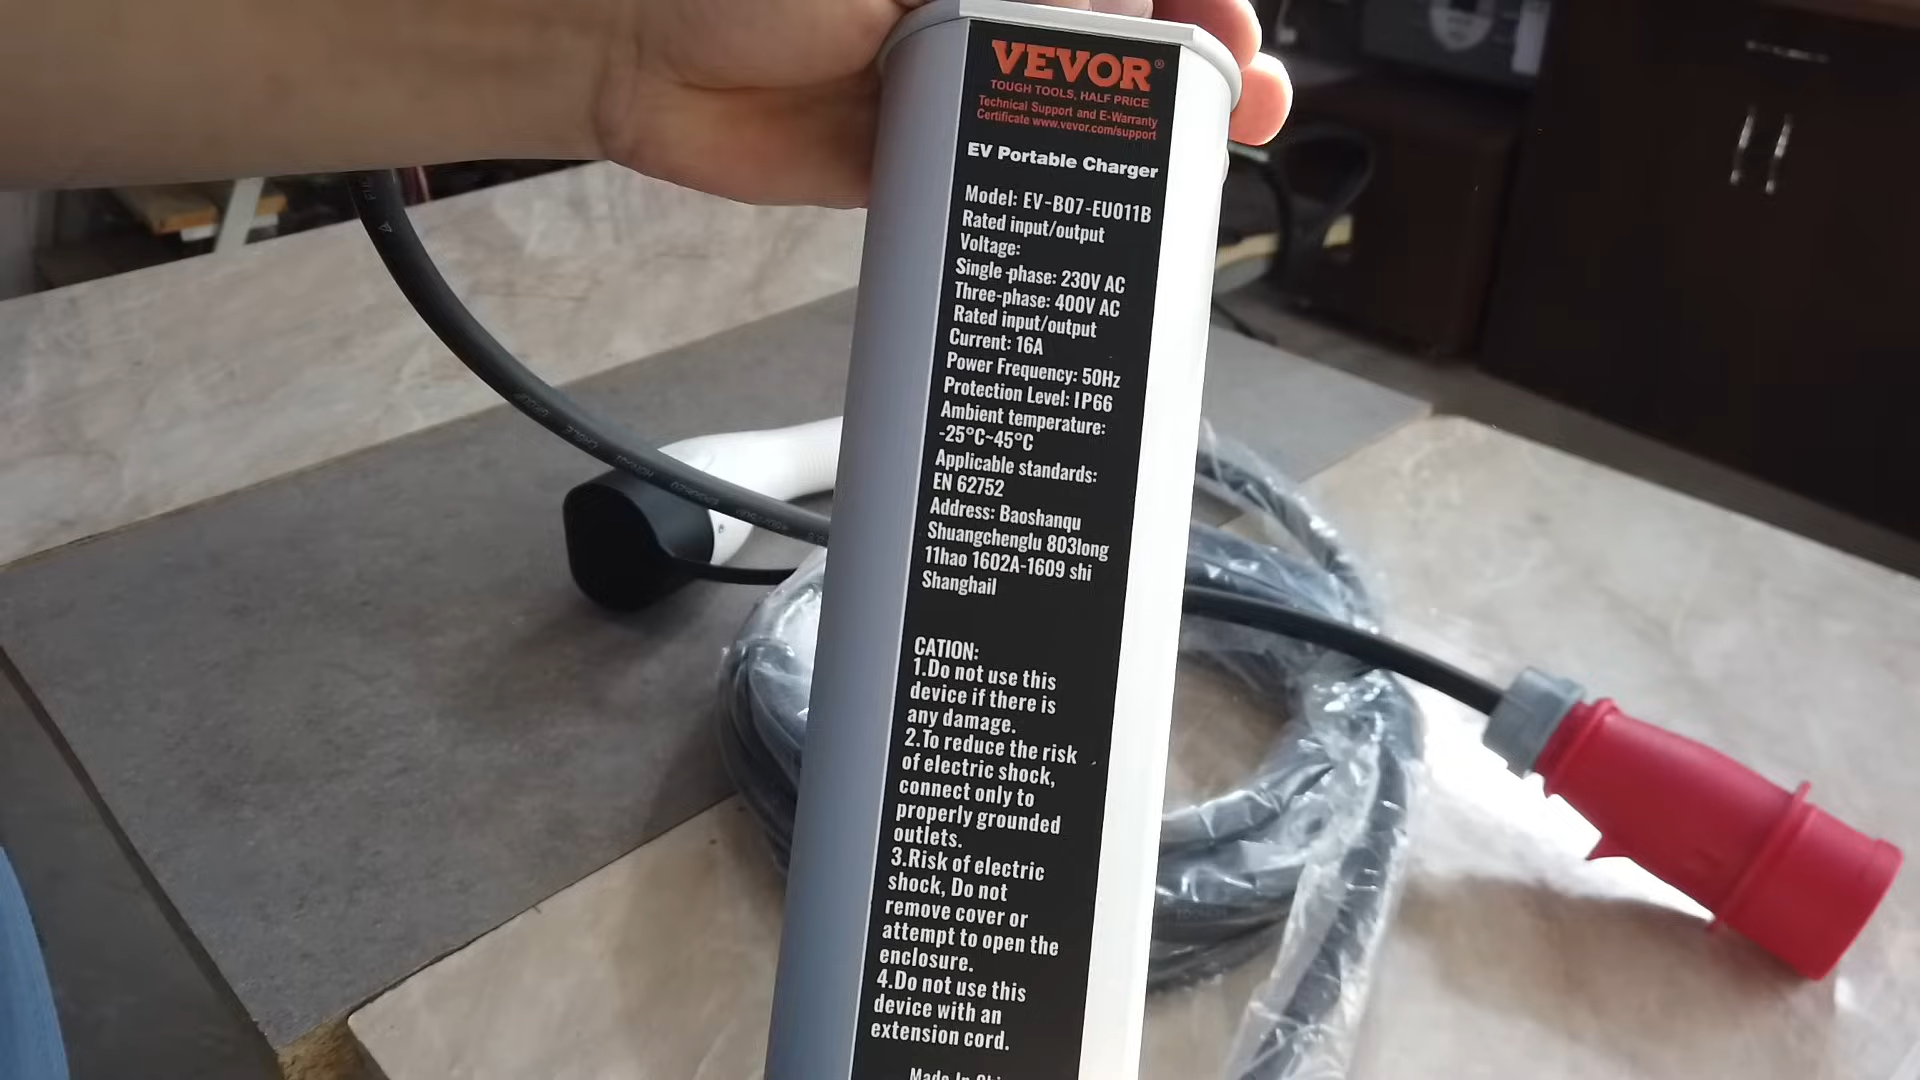 VEVOR®
TOUGH TOOLS, HALF PRICE
Technical Support and E-Warranty
Certificate www.vevor.com/support
EV Portable Charger
Model: EV-B07-EU011B
Rated input/output
Voltage:
Single-phase: 230V AC
Three-phase: 400V AC
Rated input/output
Current: 16A
Power Frequency: 50Hz
Protection Level: IP66
Ambient temperature:
-25°C~45°C
Applicable standards:
EN 62752
Address: Baoshanqu
Shuangchenglu 803long
11hao 1602A-1609 shi
Shanghail
CATION:
1.Do not use this
device if there is
any damage.
2.To reduce the risk
of electric shock,
connect only to
properly grounded
outlets.
3.Risk of electric
shock, Do not
remove cover or
attempt to open the
enclosure.
4.Do not use this
device with an
extension cord.
Made In